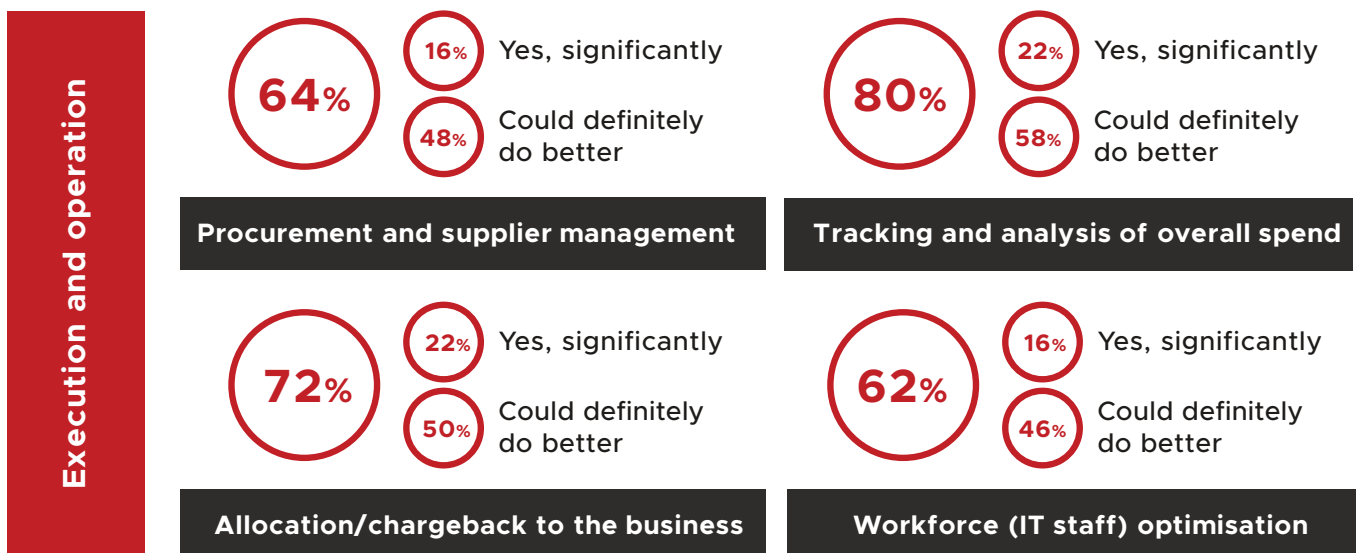 Execution and operation
64%
16%
Yes, significantly
48%
Could definitely
do better
Procurement and supplier management
80%
22%
Yes, significantly
58%
Could definitely
do better
Tracking and analysis of overall spend
72%
22%
Yes, significantly
50%
Could definitely
do better
Allocation/chargeback to the business
62%
16%
Yes, significantly
46%
Could definitely
do better
Workforce (IT staff) optimisation